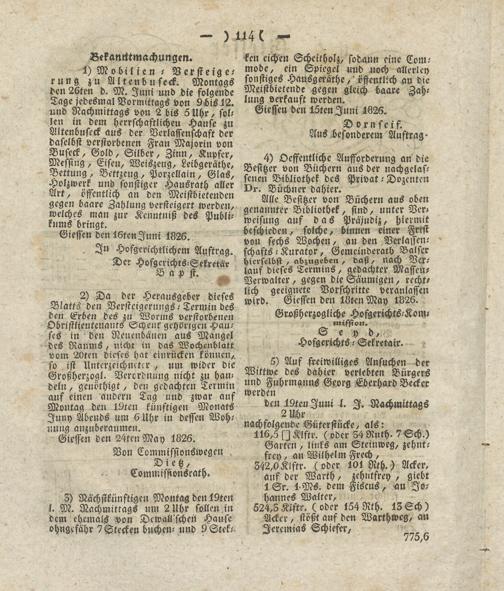 — ) 114 ( —
Bekanntmachungen.
1) Mobilien-Versteige-
rung zu Altenbuseck. Montags
den 26ten d. M. Juni und die folgende
Tage jedesmal Vormittags von 9 bis 12.
und Nachmittags von 2 bis 5 Uhr, sol-
len in dem herrschaftlichen Hause zu
Altenbuseck aus der Verlassenschaft der
daselbst verstorbenen Frau Majorin von
Buseck, Gold, Silber, Zinn, Kupfer,
Messing, Eisen, Weiszeug, Leibgeräthe,
Bettung, Bettzeug, Porzellain, Glas,
Holzwerk und sonstiger Hausrath aller
Art, öffentlich an den Meistbietenden
gegen baare Zahlung versteigert werden,
welches man zur Kenntniß des Publi-
kums bringt.
Giessen den 16ten Juni 1826.
In Hofgerichtlichem Auftrag.
Der Hofgerichts-Sekretär
Bapst.
2) Da der Herausgeber dieses
Blatts den Versteigerungs-Termin des
den Erben des zu Worms verstorbenen
Obristlieutenants Schenk gehörigen Hau-
ses in den Neuenbäuen aus Mangel
des Raums, nicht das Wochenblatt
vom 20ten dieses hat einrücken können,
so ist Unterzeichneter, um wider die
Großherzogl. Verordnung nicht zu han-
deln, genöthigt, den gedachten Termin
auf einen andern Tag und zwar auf
Montag den 19ten künftigen Monats
Juny Abends um 6 Uhr in dessen Woh-
nung anzuberaumen.
Giessen den 24ten May 1826.
Von Commissionswegen
Dietz,
Commissionsrath.
3) Nächstkünftigen Montag den 19ten
l. M. Nachmittags um 2 Uhr sollen in
dem ehemals von Dewall'schen Hause
ohngefähr 7 Stecken buchen- und 9 Stek-
ken eichen Scheitholz, sodann eine Com-
mode, ein Spiegel und noch allerley
sonstiges Hausgeräthe, öffentlich an die
Meistbietende gegen gleich baare Zah-
lung verkauft werden.
Giessen den 15ten Juni 1826.
Dornseif.
Aus besonderem Auftrag.
4) Oeffentliche Aufforderung an die
Besitzer von Büchern aus der nachgelas-
senen Bibliothek des Privat-Dozenten
Dr. Büchner dahier.
Alle Besitzer von Büchern aus oben
genannter Bibliothek, sind, unter Ver-
weisung auf das Präjudiz, hiermit
beschieden, solche, binnen einer Frist
von sechs Wochen, an den Verlassen-
schafts-Kurator, Gemeinderath Balser
hierselbst, abzugeben, daß, nach Ver-
lauf dieses Termins, gedachter Massen-
Verwalter, gegen die Säumigen, recht-
lich geeignete Vorschritte veranlassen
wird. Giessen den 18ten May 1826.
Großherzogliche Hofgerichts-Kom-
mission.
Seyd,
Hofgerichts-Sekretair.
5) Auf freiwilliges Ansuchen der
Wittwe des dahier verlebten Bürgers
und Fuhrmanns Georg Eberhard Becker
werden
den 19ten Juni l. J. Nachmittags
2 Uhr
nachfolgende Güterstücke, als:
116,5 [] Klftr. (oder 34 Ruth. 7 Sch.)
Garten, links am Steinweg, zehnt-
frey, an Wilhelm Frech,
342,0 Klftr. (oder 101 Rth.) Acker,
auf der Warth, zehntfrey, giebt
1 Sr. 1 Ms. dem Fiscus, an Jo-
hannes Walter,
524,5 Klftr. (oder 154 Rth. 13 Sch)
Acker, stößt auf den Warthweg, an
Jeremias Schiefer,
775,6